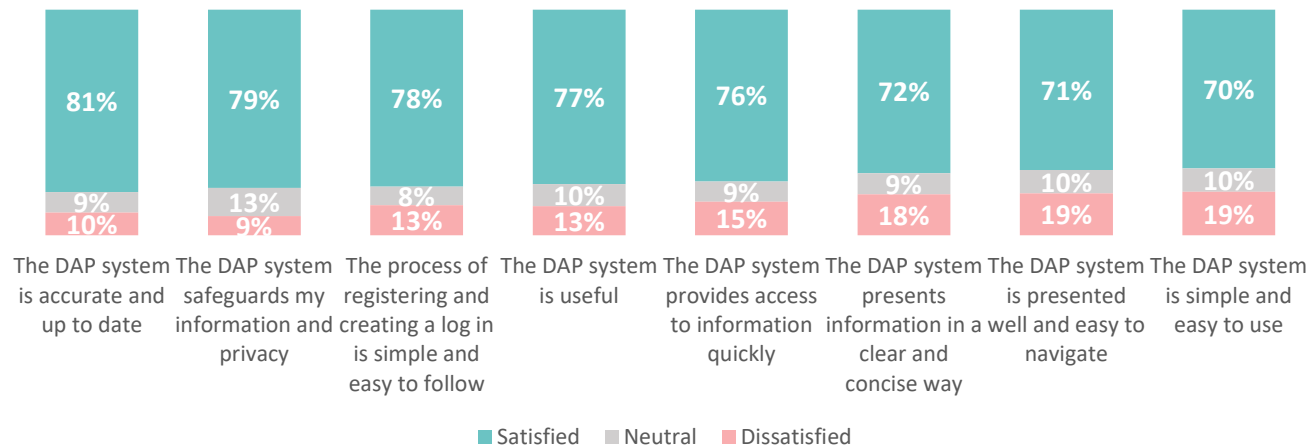 81%
79%
78%
77%
76%
72%
71%
70%
9%
13%
8%
10%
9%
9%
10%
10%
10%
9%
13%
13%
15%
18%
19%
19%
The DAP system
is accurate and
up to date
The DAP system
safeguards my
information and
privacy
The process of
registering and
creating a log in
is simple and
easy to follow
The DAP system
is useful
The DAP system
provides access
to information
quickly
The DAP system
presents
information in a
clear and
concise way
The DAP system
is presented
well and easy to
navigate
The DAP system
is simple and
easy to use
Satisfied
Neutral
Dissatisfied